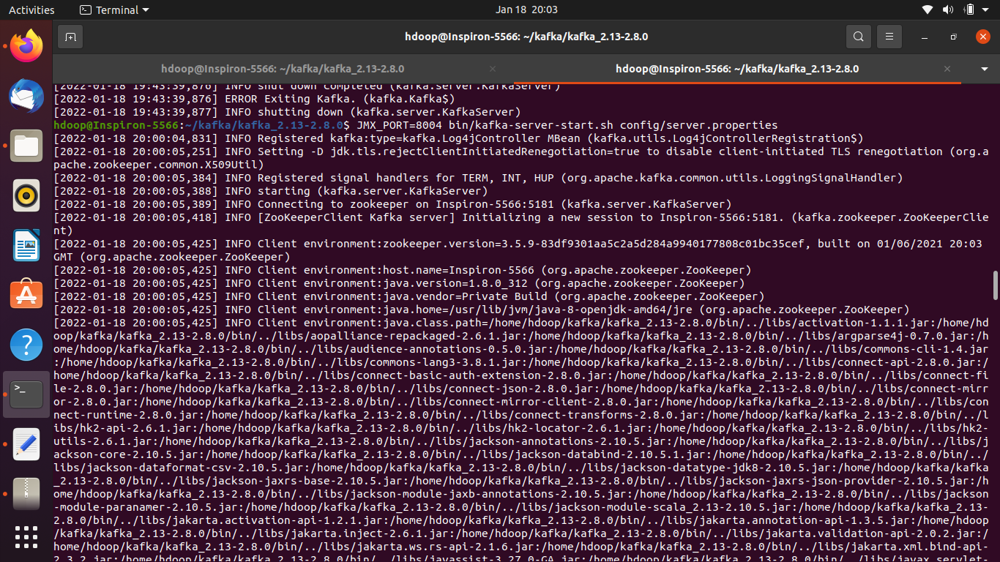 Activities
Terminal
Jan 18 20:03
hdoop@Inspiron-5566: ~/kafka/kafka_2.13-2.8.0
hdoop@Inspiron-5566: ~/kafka/kafka_2.13-2.8.0
hdoop@Inspiron-5566: ~/kafka/kafka_2.13-2.8.0
[2022-01-18 19:43:39,876] INFO shut down completed (kafka.server.KafkaServer)
[2022-01-18 19:43:39,876] ERROR Exiting Kafka. (kafka.Kafka$)
[2022-01-18 19:43:39,877] INFO shutting down (kafka.server.KafkaServer)
hdoop@Inspiron-5566:~/kafka/kafka_2.13-2.8.0$ JMX_PORT=8004 bin/kafka-server-start.sh config/server.properties
[2022-01-18 20:00:04,831] INFO Registered kafka:type=kafka.Log4jController MBean (kafka.utils.Log4jControllerRegistration$)
[2022-01-18 20:00:05,251] INFO Setting -D jdk.tls.rejectClientInitiatedRenegotiation=true to disable client-initiated TLS renegotiation (org.a
pache.zookeeper.common.X509Util)
[2022-01-18 20:00:05,384] INFO Registered signal handlers for TERM, INT, HUP (org.apache.kafka.common.utils.LoggingSignalHandler)
[2022-01-18 20:00:05,388] INFO starting (kafka.server.KafkaServer)
[2022-01-18 20:00:05,389] INFO Connecting to zookeeper on Inspiron-5566:5181 (kafka.server.KafkaServer)
[2022-01-18 20:00:05,418] INFO [ZooKeeperClient Kafka server] Initializing a new session to Inspiron-5566:5181. (kafka.zookeeper.ZooKeeperClie
nt)
[2022-01-18 20:00:05,425] INFO Client environment:zookeeper.version=3.5.9-83df9301aa5c2a5d284a9940177808c01bc35cef, built on 01/06/2021 20:03
GMT (org.apache.zookeeper.ZooKeeper)
[2022-01-18 20:00:05,425] INFO Client environment:host.name=Inspiron-5566 (org.apache.zookeeper.ZooKeeper)
[2022-01-18 20:00:05,425] INFO Client environment:java.version=1.8.0_312 (org.apache.zookeeper.ZooKeeper)
[2022-01-18 20:00:05,425] INFO Client environment:java.vendor=Private Build (org.apache.zookeeper.ZooKeeper)
[2022-01-18 20:00:05,425] INFO Client environment:java.home=/usr/lib/jvm/java-8-openjdk-amd64/jre (org.apache.zookeeper.ZooKeeper)
[2022-01-18 20:00:05,425] INFO Client environment:java.class.path=/home/hdoop/kafka/kafka_2.13-2.8.0/bin/../libs/activation-1.1.1.jar:/home/hd
oop/kafka/kafka_2.13-2.8.0/bin/../libs/aopalliance-repackaged-2.6.1.jar:/home/hdoop/kafka/kafka_2.13-2.8.0/bin/../libs/argparse4j-0.7.0.jar:/h
ome/hdoop/kafka/kafka_2.13-2.8.0/bin/../libs/audience-annotations-0.5.0.jar:/home/hdoop/kafka/kafka_2.13-2.8.0/bin/../libs/commons-cli-1.4.jar
:/home/hdoop/kafka/kafka_2.13-2.8.0/bin/../libs/commons-lang3-3.8.1.jar:/home/hdoop/kafka/kafka_2.13-2.8.0/bin/../libs/connect-api-2.8.0.jar:/
home/hdoop/kafka/kafka_2.13-2.8.0/bin/../libs/connect-basic-auth-extension-2.8.0.jar:/home/hdoop/kafka/kafka_2.13-2.8.0/bin/../libs/connect-fi
le-2.8.0.jar:/home/hdoop/kafka/kafka_2.13-2.8.0/bin/../libs/connect-json-2.8.0.jar:/home/hdoop/kafka/kafka_2.13-2.8.0/bin/../libs/connect-mirr
or-2.8.0.jar:/home/hdoop/kafka/kafka_2.13-2.8.0/bin/../libs/connect-mirror-client-2.8.0.jar:/home/hdoop/kafka/kafka_2.13-2.8.0/bin/../libs/con
nect-runtime-2.8.0.jar:/home/hdoop/kafka/kafka_2.13-2.8.0/bin/../libs/connect-transforms-2.8.0.jar:/home/hdoop/kafka/kafka_2.13-2.8.0/bin/../l
ibs/hk2-api-2.6.1.jar:/home/hdoop/kafka/kafka_2.13-2.8.0/bin/../libs/hk2-locator-2.6.1.jar:/home/hdoop/kafka/kafka_2.13-2.8.0/bin/../libs/hk2-
utils-2.6.1.jar:/home/hdoop/kafka/kafka_2.13-2.8.0/bin/../libs/jackson-annotations-2.10.5.jar:/home/hdoop/kafka/kafka_2.13-2.8.0/bin/../libs/j
ackson-core-2.10.5.jar:/home/hdoop/kafka/kafka_2.13-2.8.0/bin/../libs/jackson-databind-2.10.5.1.jar:/home/hdoop/kafka/kafka_2.13-2.8.0/bin/../
libs/jackson-dataformat-csv-2.10.5.jar:/home/hdoop/kafka/kafka_2.13-2.8.0/bin/../libs/jackson-datatype-jdk8-2.10.5.jar:/home/hdoop/kafka/kafka
_2.13-2.8.0/bin/../libs/jackson-jaxrs-base-2.10.5.jar:/home/hdoop/kafka/kafka_2.13-2.8.0/bin/../libs/jackson-jaxrs-json-provider-2.10.5.jar:/h
ome/hdoop/kafka/kafka_2.13-2.8.0/bin/../libs/jackson-module-jaxb-annotations-2.10.5.jar:/home/hdoop/kafka/kafka_2.13-2.8.0/bin/../libs/jackson
-module-paranamer-2.10.5.jar:/home/hdoop/kafka/kafka_2.13-2.8.0/bin/../libs/jackson-module-scala_2.13-2.10.5.jar:/home/hdoop/kafka/kafka_2.13-
2.8.0/bin/../libs/jakarta.activation-api-1.2.1.jar:/home/hdoop/kafka/kafka_2.13-2.8.0/bin/../libs/jakarta.annotation-api-1.3.5.jar:/home/hdoop
/kafka/kafka_2.13-2.8.0/bin/../libs/jakarta.inject-2.6.1.jar:/home/hdoop/kafka/kafka_2.13-2.8.0/bin/../libs/jakarta.validation-api-2.0.2.jar:/
home/hdoop/kafka/kafka_2.13-2.8.0/bin/../libs/jakarta.ws.rs-api-2.1.6.jar:/home/hdoop/kafka/kafka_2.13-2.8.0/bin/../libs/jakarta.xml.bind-api-
2.3.2.jar:/home/hdoop/kafka/kafka_2.13-2.8.0/bin/../libs/javassist-3.27.0-GA.jar:/home/hdoop/kafka/kafka_2.13-2.8.0/bin/../libs/javax.servlet-